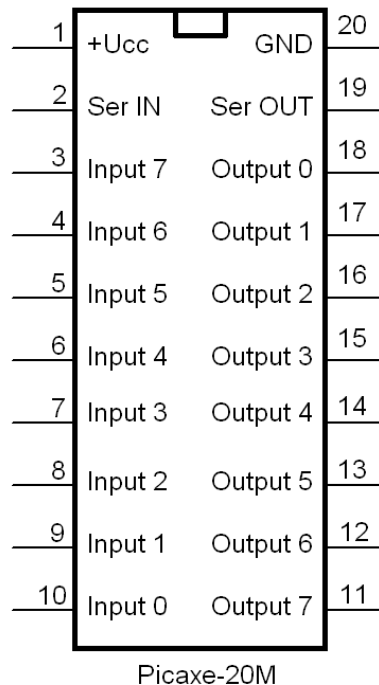 1 +Ucc GND 20
2 Ser IN Ser OUT 19
3 Input 7 Output 0 18
4 Input 6 Output 1 17
5 Input 5 Output 2 16
6 Input 4 Output 3 15
7 Input 3 Output 4 14
8 Input 2 Output 5 13
9 Input 1 Output 6 12
10 Input 0 Output 7 11
Picaxe-20M